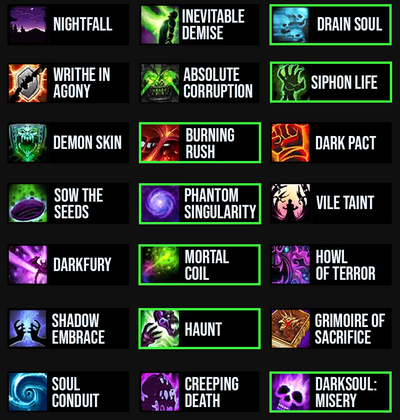 NIGHTFALL
INEVITABLE
DEMISE
DRAIN SOUL
WRITHE IN
AGONY
ABSOLUTE
CORRUPTION
SIPHON LIFE
DEMON SKIN
BURNING
RUSH
DARK PACT
SOW THE
SEEDS
PHANTOM
SINGULARITY
VILE TAINT
DARKFURY
MORTAL
COIL
HOWL
OF TERROR
SHADOW
EMBRACE
HAUNT
GRIMOIRE OF
SACRIFICE
SOUL
CONDUIT
CREEPING
DEATH
DARKSOUL:
MISERY